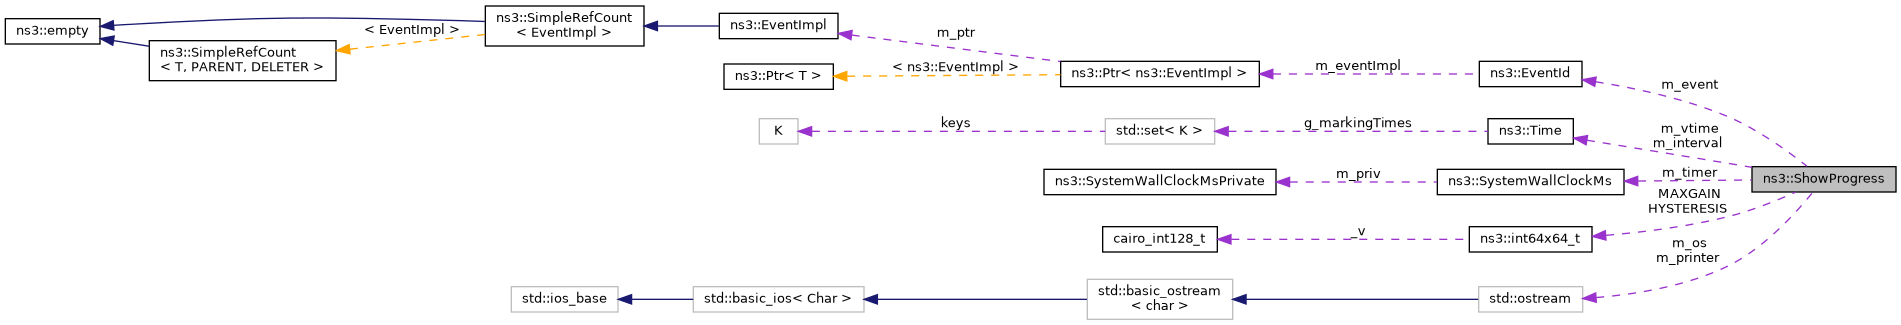 ns3::empty
ns3::SimpleRefCount
< T, PARENT, DELETER >
< EventImpl >
ns3::SimpleRefCount
< EventImpl >
ns3::EventImpl
m_ptr
ns3::Ptr< T >
< ns3::EventImpl >
ns3::Ptr< ns3::EventImpl >
m_eventImpl
ns3::EventId
m_event
K
keys
std::set< K >
g_markingTimes
ns3::Time
m_vtime
m_interval
ns3::SystemWallClockMsPrivate
m_priv
ns3::SystemWallClockMs
m_timer
ns3::ShowProgress
MAXGAIN
HYSTERESIS
cairo_int128_t
_v
ns3::int64x64_t
m_os
m_printer
std::ios_base
std::basic_ios< Char >
std::basic_ostream
< char >
std::ostream